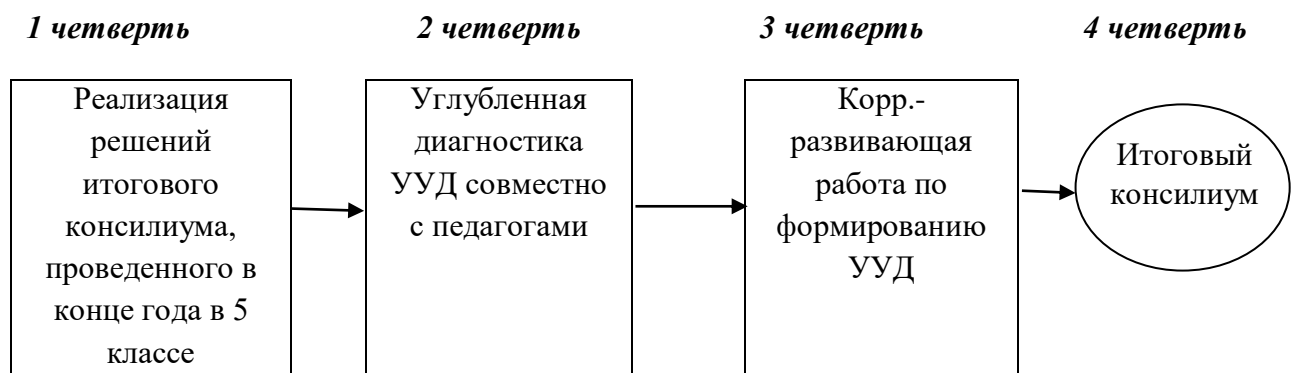 1 четверть
2 четверть
3 четверть
4 четверть
Реализация
решений
итогового
консилиума,
проведенного в
конце года в 5
классе
Углубленная
диагностика
УУД совместно
с педагогами
Корр.-
развивающая
работа по
формированию
УУД
Итоговый
консилиум